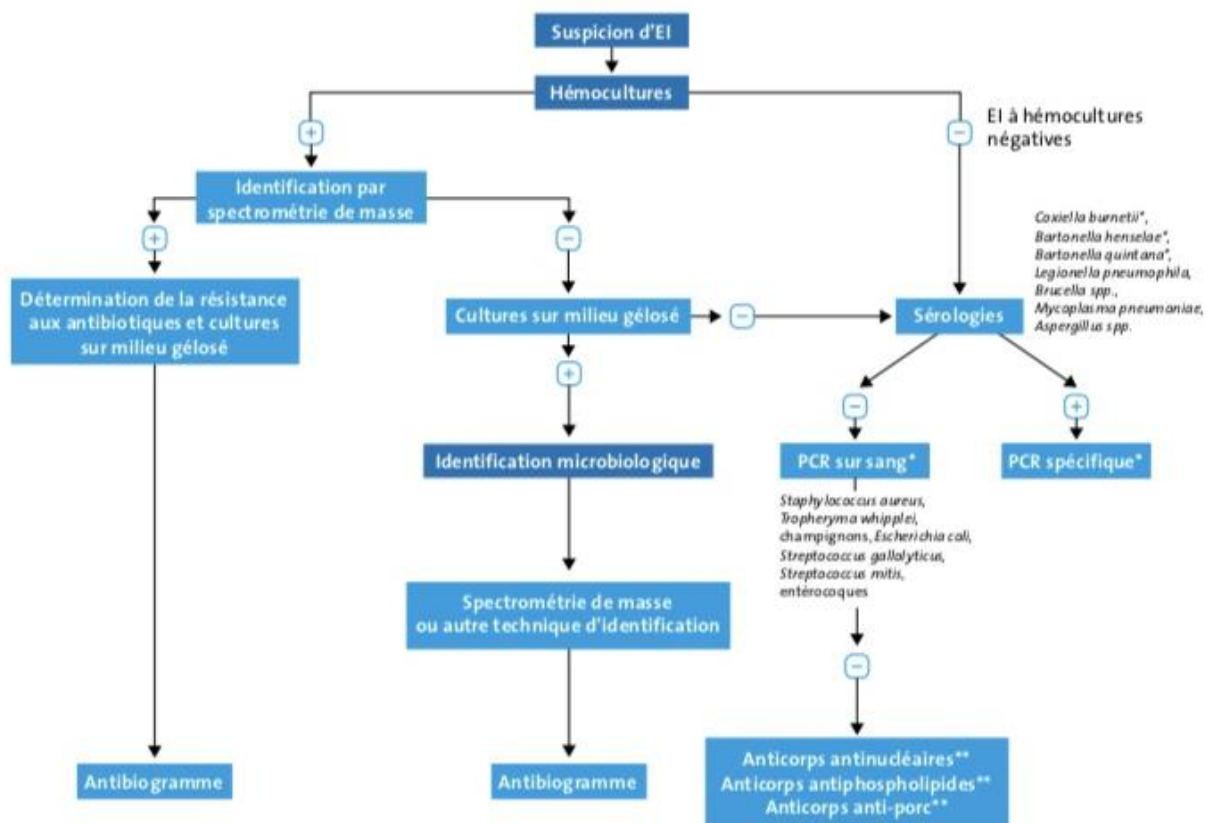 Suspicion d'EI
Hémocultures
+
−
EI à hémocultures
négatives
Identification par
spectrométrie de masse
+
−
Coxiella burnetii*,
Bartonella henselae*,
Bartonella quintana*,
Legionella pneumophila,
Brucella spp.,
Mycoplasma pneumoniae,
Aspergillus spp.
Détermination de la résistance
aux antibiotiques et cultures
sur milieu gélosé
Cultures sur milieu gélosé
−
Sérologies
+
−
+
Identification microbiologique
PCR sur sang*
PCR spécifique*
Staphylococcus aureus,
Tropheryma whipplei,
champignons, Escherichia coli,
Streptococcus gallolyticus,
Streptococcus mitis,
entérocoques
Spectrométrie de masse
ou autre technique d'identification
−
Antibiogramme
Antibiogramme
Anticorps antinucléaires**
Anticorps antiphospholipides**
Anticorps anti-porc**